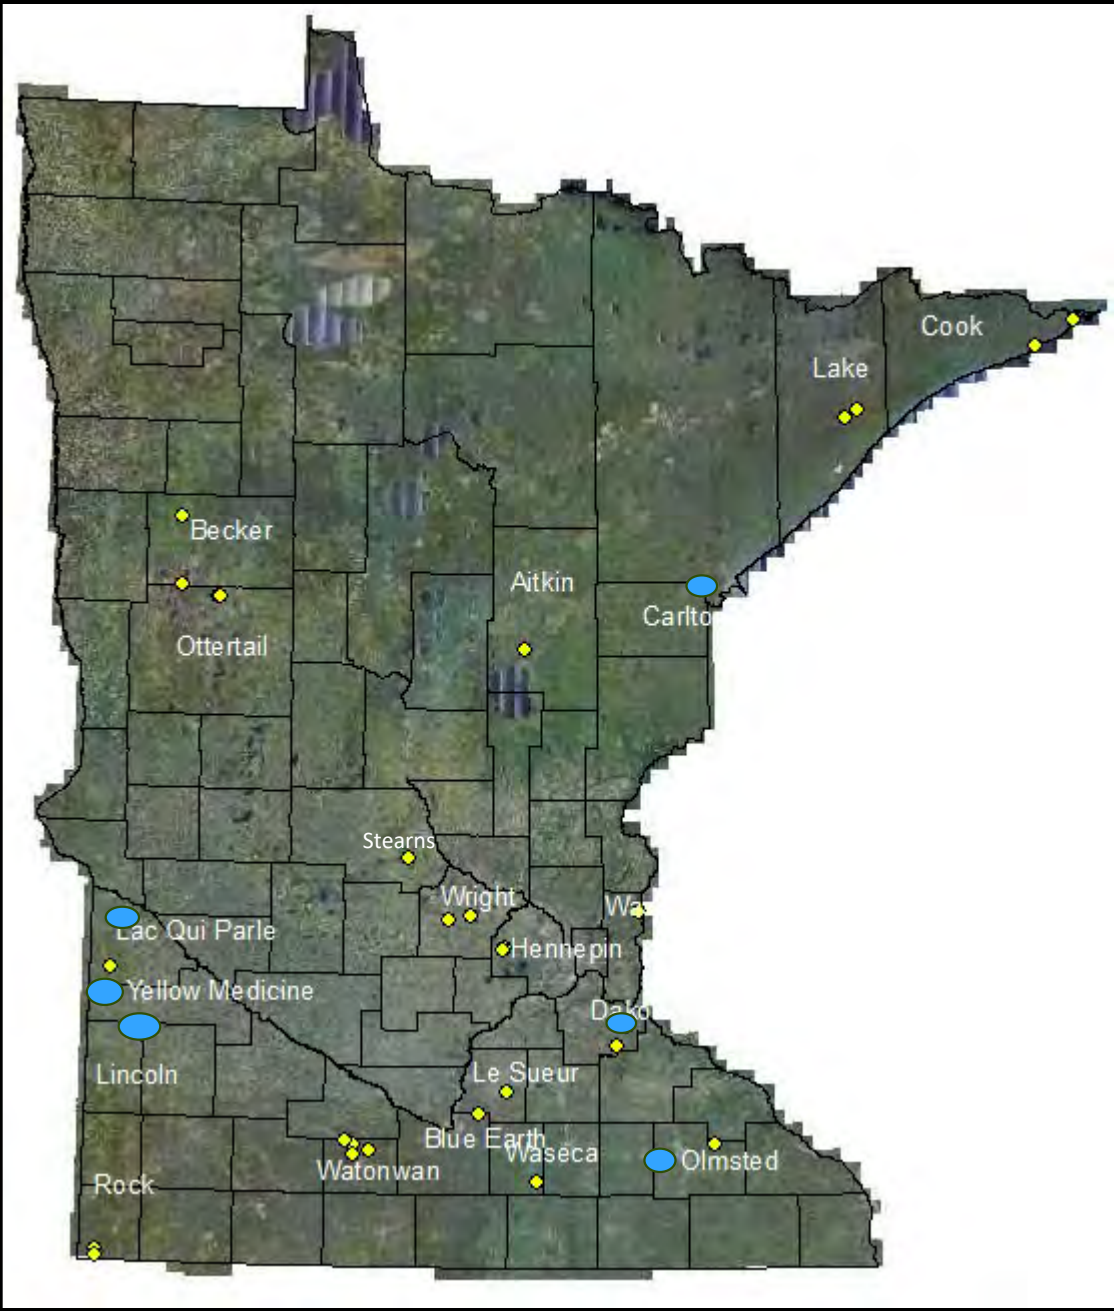 Cook
Lake
Becker
Aitkin
Carlto
Ottertail
Stearns
Wright
Wa
Lac Qui Parle
Hennepin
Yellow Medicine
Dako
Lincoln
Le Sueur
Blue Earth
Waseca
Olmsted
Watonwan
Rock